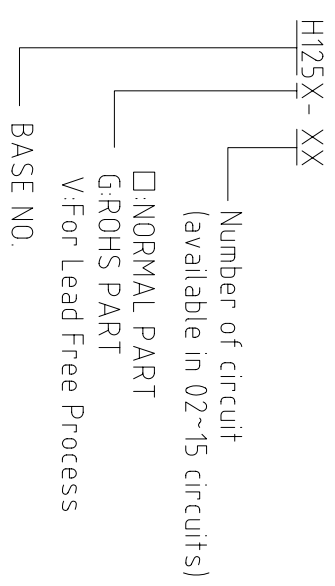 H125X- XX
Number of circuit
(available in 02~15 circuits)
□:NORMAL PART
G:ROHS PART
V:For Lead Free Process
BASE NO.